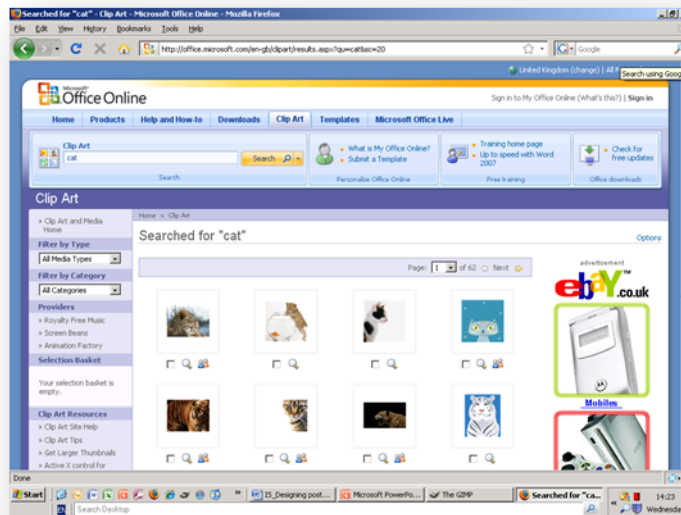 Searched for "cat" - Clip Art - Microsoft Office Online - Mozilla Firefox
File Edit View History Bookmarks Tools Help
http://office.microsoft.com/en-gb/clipart/results.aspx?qu=cat&sc=20
Google
United Kingdom (change) | All M
Search using Goog
Microsoft
Office Online
Sign in to My Office Online (What's this?) | Sign in
Home Products Help and How-to Downloads Clip Art Templates Microsoft Office Live
Clip Art
cat
Search
Search
What is My Office Online?
Submit a Template
Personalise Office Online
Training home page
Up to speed with Word 
2007
Free training
Check for
free updates
Office downloads
Clip Art
» Clip Art and Media
Home
Filter by Type
All Media Types
Filter by Category
All Categories
Providers
» Royalty Free Music
» Screen Beans
» Animation Factory
Selection Basket
Your selection basket is
empty.
Clip Art Resources
» Clip Art Site Help
» Clip Art Tips
» Get Larger Thumbnails
» Active X control for
Home > Clip Art
Searched for "cat"
Options
Page: 1 of 62 Next
advertisement
ebaY.co.uk
Mobiles
Done
Start
15_Designing post...
Microsoft PowerPo...
The GIMP
Searched for "ca...
14:23
EN
Search Desktop
Wednesda